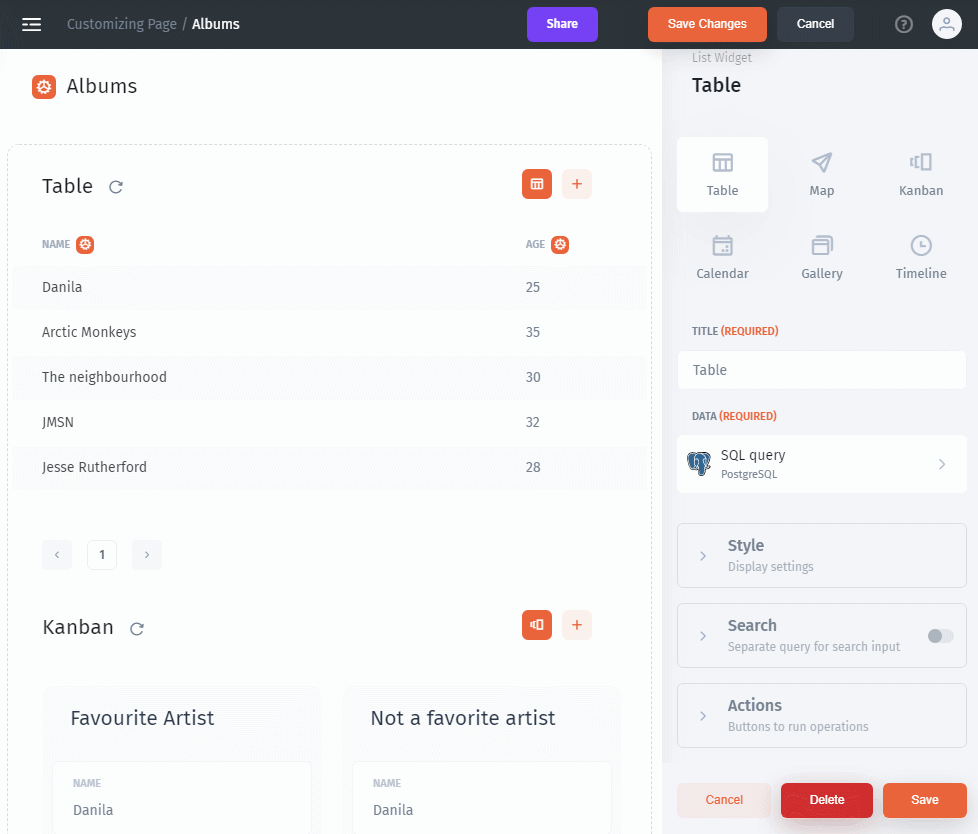 Customizing Page / Albums
Share
Save Changes
Cancel
?
Albums
Table
+
NAME AGE
Danila 25
Arctic Monkeys 35
The neighbourhood 30
JMSN 32
Jesse Rutherford 28
‹ 1 ›
Kanban
+
Favourite Artist
NAME
Danila
Not a favorite artist
NAME
Danila
List Widget
Table
Table
Map
Kanban
Calendar
Gallery
Timeline
TITLE (REQUIRED)
Table
DATA (REQUIRED)
SQL query
PostgreSQL
Style
Display settings
Search
Separate query for search input
Actions
Buttons to run operations
Cancel
Delete
Save